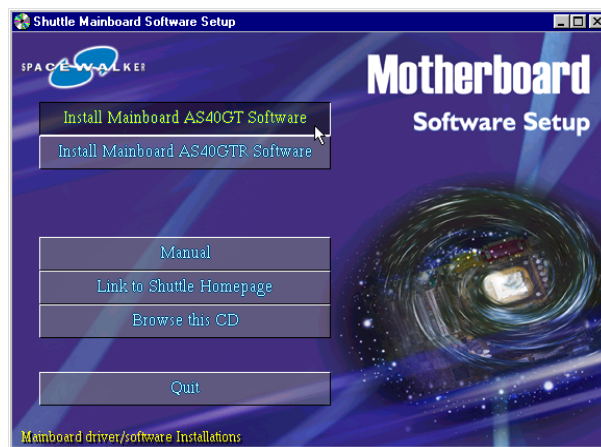 Shuttle Mainboard Software Setup
SPACEWALKER
Motherboard
Software Setup
Install Mainboard AS40GT Software
Install Mainboard AS40GTR Software
Manual
Link to Shuttle Homepage
Browse this CD
Quit
Mainboard driver/software Installations